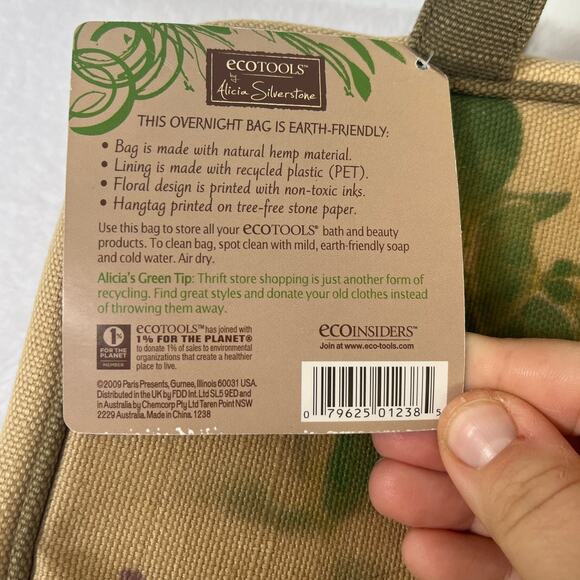 ecoTOOLS™
by
Alicia Silverstone
THIS OVERNIGHT BAG IS EARTH-FRIENDLY:
• Bag is made with natural hemp material.
• Lining is made with recycled plastic (PET).
• Floral design is printed with non-toxic inks.
• Hangtag printed on tree-free stone paper.
Use this bag to store all your ecoTOOLS® bath and beauty
products. To clean bag, spot clean with mild, earth-friendly soap
and cold water. Air dry.
Alicia's Green Tip: Thrift store shopping is just another form of
recycling. Find great styles and donate your old clothes instead
of throwing them away.
1%
FOR THE
PLANET
MEMBER
ecoTOOLS™ has joined with
1% FOR THE PLANET®
to donate 1% of sales to environmental
organizations that create a healthier
place to live.
ecoINSIDERS™
Join at www.eco-tools.com
©2009 Paris Presents, Gurnee, Illinois 60031 USA.
Distributed in the UK by FDD Int. Ltd SL5 9ED and in
in Australia by Chemcorp Pty Ltd Taren Point NSW
2229 Australia. Made in China. 1238
0 79625 01238 5